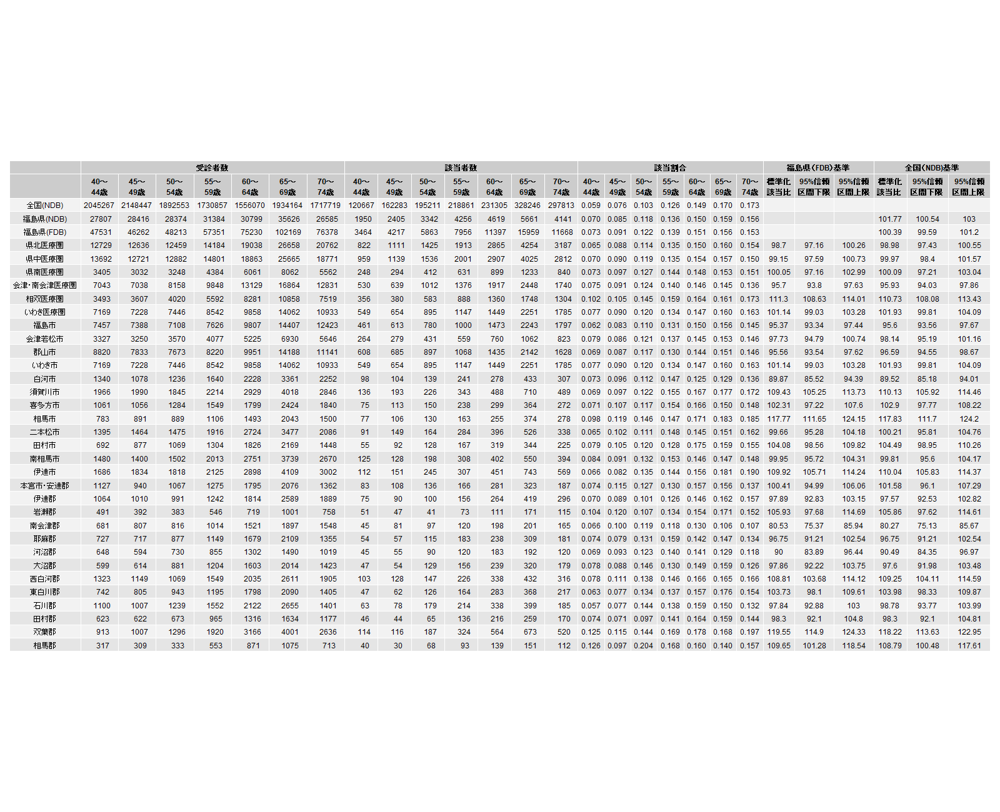 受診者数 該当者数 該当割合 福島県(FDB)基準 全国(NDB)基準
40～44歳 45～49歳 50～54歳 55～59歳 60～64歳 65～69歳 70～74歳 40～44歳 45～49歳 50～54歳 55～59歳 60～64歳 65～69歳 70～74歳 40～44歳 45～49歳 50～54歳 55～59歳 60～64歳 65～69歳 70～74歳 標準化該当比 95%信頼区間下限 95%信頼区間上限 標準化該当比 95%信頼区間下限 95%信頼区間上限
全国(NDB) 2045267 2148447 1892553 1730857 1556070 1934164 1717719 120667 162283 195211 218861 231305 328246 297813 0.059 0.076 0.103 0.126 0.149 0.170 0.173
福島県(NDB) 27807 28416 28374 31384 30799 35626 26585 1950 2405 3342 4256 4619 5661 4141 0.070 0.085 0.118 0.136 0.150 0.159 0.156 101.77 100.54 103
福島県(FDB) 47531 46262 48213 57351 75230 102169 76378 3464 4217 5863 7956 11397 15959 11668 0.073 0.091 0.122 0.139 0.151 0.156 0.153 100.39 99.59 101.2
県北医療圏 12729 12636 12459 14184 19038 26658 20762 822 1111 1425 1913 2865 4254 3187 0.065 0.088 0.114 0.135 0.150 0.160 0.154 98.7 97.16 100.26 98.98 97.43 100.55
県中医療圏 13692 12721 12882 14801 18863 25665 18771 959 1139 1536 2001 2907 4025 2812 0.070 0.090 0.119 0.135 0.154 0.157 0.150 99.15 97.59 100.73 99.97 98.4 101.57
県南医療圏 3405 3032 3248 4384 6061 8062 5562 248 294 412 631 899 1233 840 0.073 0.097 0.127 0.144 0.148 0.153 0.151 100.05 97.16 102.99 100.09 97.21 103.04
会津・南会津医療圏 7043 7038 8158 9848 13129 16864 12831 530 639 1012 1376 1917 2448 1740 0.075 0.091 0.124 0.140 0.146 0.145 0.136 95.7 93.8 97.63 95.93 94.03 97.86
相双医療圏 3493 3607 4020 5592 8281 10858 7519 356 380 583 888 1360 1748 1304 0.102 0.105 0.145 0.159 0.164 0.161 0.173 111.3 108.63 114.01 110.73 108.08 113.43
いわき医療圏 7169 7228 7446 8542 9858 14062 10933 549 654 895 1147 1449 2251 1785 0.077 0.090 0.120 0.134 0.147 0.160 0.163 101.14 99.03 103.28 101.93 99.81 104.09
福島市 7457 7388 7108 7626 9807 14407 12423 461 613 780 1000 1473 2243 1797 0.062 0.083 0.110 0.131 0.150 0.156 0.145 95.37 93.34 97.44 95.6 93.56 97.67
会津若松市 3327 3250 3570 4077 5225 6930 5646 264 279 431 559 760 1062 823 0.079 0.086 0.121 0.137 0.145 0.153 0.146 97.73 94.79 100.74 98.14 95.19 101.16
郡山市 8820 7833 7673 8220 9951 14188 11141 608 685 897 1068 1435 2142 1628 0.069 0.087 0.117 0.130 0.144 0.151 0.146 95.56 93.54 97.62 96.59 94.55 98.67
いわき市 7169 7228 7446 8542 9858 14062 10933 549 654 895 1147 1449 2251 1785 0.077 0.090 0.120 0.134 0.147 0.160 0.163 101.14 99.03 103.28 101.93 99.81 104.09
白河市 1340 1078 1236 1640 2228 3361 2252 98 104 139 241 278 433 307 0.073 0.096 0.112 0.147 0.125 0.129 0.136 89.87 85.52 94.39 89.52 85.18 94.01
須賀川市 1966 1990 1845 2214 2929 4018 2846 136 193 226 343 488 710 489 0.069 0.097 0.122 0.155 0.167 0.177 0.172 109.43 105.25 113.73 110.13 105.92 114.46
喜多方市 1061 1056 1284 1549 1799 2424 1840 75 113 150 238 299 364 272 0.071 0.107 0.117 0.154 0.166 0.150 0.148 102.31 97.22 107.6 102.9 97.77 108.22
相馬市 783 891 889 1106 1493 2043 1500 77 106 130 163 255 374 278 0.098 0.119 0.146 0.147 0.171 0.183 0.185 117.77 111.65 124.15 117.83 111.7 124.2
二本松市 1395 1464 1475 1916 2724 3477 2086 91 149 164 284 396 526 338 0.065 0.102 0.111 0.148 0.145 0.151 0.162 99.66 95.28 104.18 100.21 95.81 104.76
田村市 692 877 1069 1304 1826 2169 1448 55 92 128 167 319 344 225 0.079 0.105 0.120 0.128 0.175 0.159 0.155 104.08 98.56 109.82 104.49 98.95 110.26
南相馬市 1480 1400 1502 2013 2751 3739 2670 125 128 198 308 402 550 394 0.084 0.091 0.132 0.153 0.146 0.147 0.148 99.95 95.72 104.31 99.81 95.6 104.17
伊達市 1686 1834 1818 2125 2898 4109 3002 112 151 245 307 451 743 569 0.066 0.082 0.135 0.144 0.156 0.181 0.190 109.92 105.71 114.24 110.04 105.83 114.37
本宮市・安達郡 1127 940 1067 1275 1795 2076 1362 83 108 136 166 281 323 187 0.074 0.115 0.127 0.130 0.157 0.156 0.137 100.41 94.99 106.06 101.58 96.1 107.29
伊達郡 1064 1010 991 1242 1814 2589 1889 75 90 100 156 264 419 296 0.070 0.089 0.101 0.126 0.146 0.162 0.157 97.89 92.83 103.15 97.57 92.53 102.82
岩瀬郡 491 392 383 546 719 1001 758 51 47 41 73 111 171 115 0.104 0.120 0.107 0.134 0.154 0.171 0.152 105.93 97.68 114.69 105.86 97.62 114.61
南会津郡 681 807 816 1014 1521 1897 1548 45 81 97 120 198 201 165 0.066 0.100 0.119 0.118 0.130 0.106 0.107 80.53 75.37 85.94 80.27 75.13 85.67
耶麻郡 727 717 877 1149 1679 2109 1355 54 57 115 183 238 309 181 0.074 0.079 0.131 0.159 0.142 0.147 0.134 96.75 91.21 102.54 96.75 91.21 102.54
河沼郡 648 594 730 855 1302 1490 1019 45 55 90 120 183 192 120 0.069 0.093 0.123 0.140 0.141 0.129 0.118 90 83.89 96.44 90.49 84.35 96.97
大沼郡 599 614 881 1204 1603 2014 1423 47 54 129 156 239 320 179 0.078 0.088 0.146 0.130 0.149 0.159 0.126 97.86 92.22 103.75 97.6 91.98 103.48
西白河郡 1323 1149 1069 1549 2035 2611 1905 103 128 147 226 338 432 316 0.078 0.111 0.138 0.146 0.166 0.165 0.166 108.81 103.68 114.12 109.25 104.11 114.59
東白川郡 742 805 943 1195 1798 2090 1405 47 62 126 164 283 368 217 0.063 0.077 0.134 0.137 0.157 0.176 0.154 103.73 98.1 109.61 103.98 98.33 109.87
石川郡 1100 1007 1239 1552 2122 2655 1401 63 78 179 214 338 399 185 0.057 0.077 0.144 0.138 0.159 0.150 0.132 97.84 92.88 103 98.78 93.77 103.99
田村郡 623 622 673 965 1316 1634 1177 46 44 65 136 216 259 170 0.074 0.071 0.097 0.141 0.164 0.159 0.144 98.3 92.1 104.8 98.3 92.1 104.81
双葉郡 913 1007 1296 1920 3166 4001 2636 114 116 187 324 564 673 520 0.125 0.115 0.144 0.169 0.178 0.168 0.197 119.55 114.9 124.33 118.22 113.63 122.95
相馬郡 317 309 333 553 871 1075 713 40 30 68 93 139 151 112 0.126 0.097 0.204 0.168 0.160 0.140 0.157 109.65 101.28 118.54 108.79 100.48 117.61